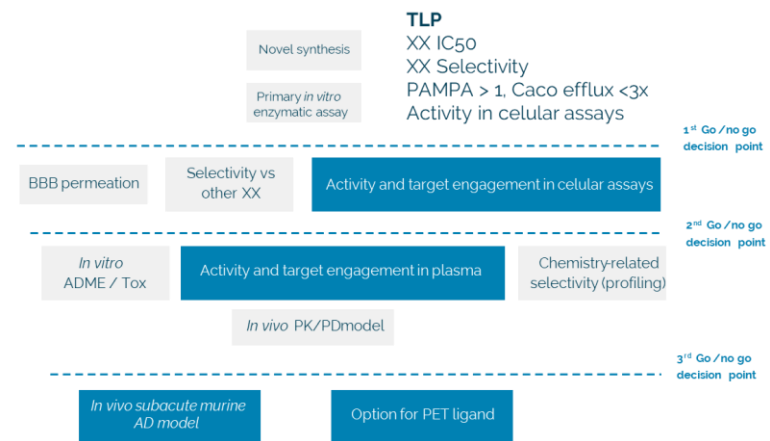 TLP
Novel synthesis
XX IC50
XX Selectivity
Primary in vitro
enzymatic assay
PAMPA > 1, Caco efflux <3x
Activity in cellular assays
1st Go/no go
decision point
BBB permeation
Selectivity vs
other XX
Activity and target engagement in cellular assays
2nd Go/no go
decision point
In vitro
ADME / Tox
Activity and target engagement in plasma
Chemistry-related
selectivity (profiling)
In vivo PK/PDmodel
3rd Go/no go
decision point
In vivo subacute murine
AD model
Option for PET ligand